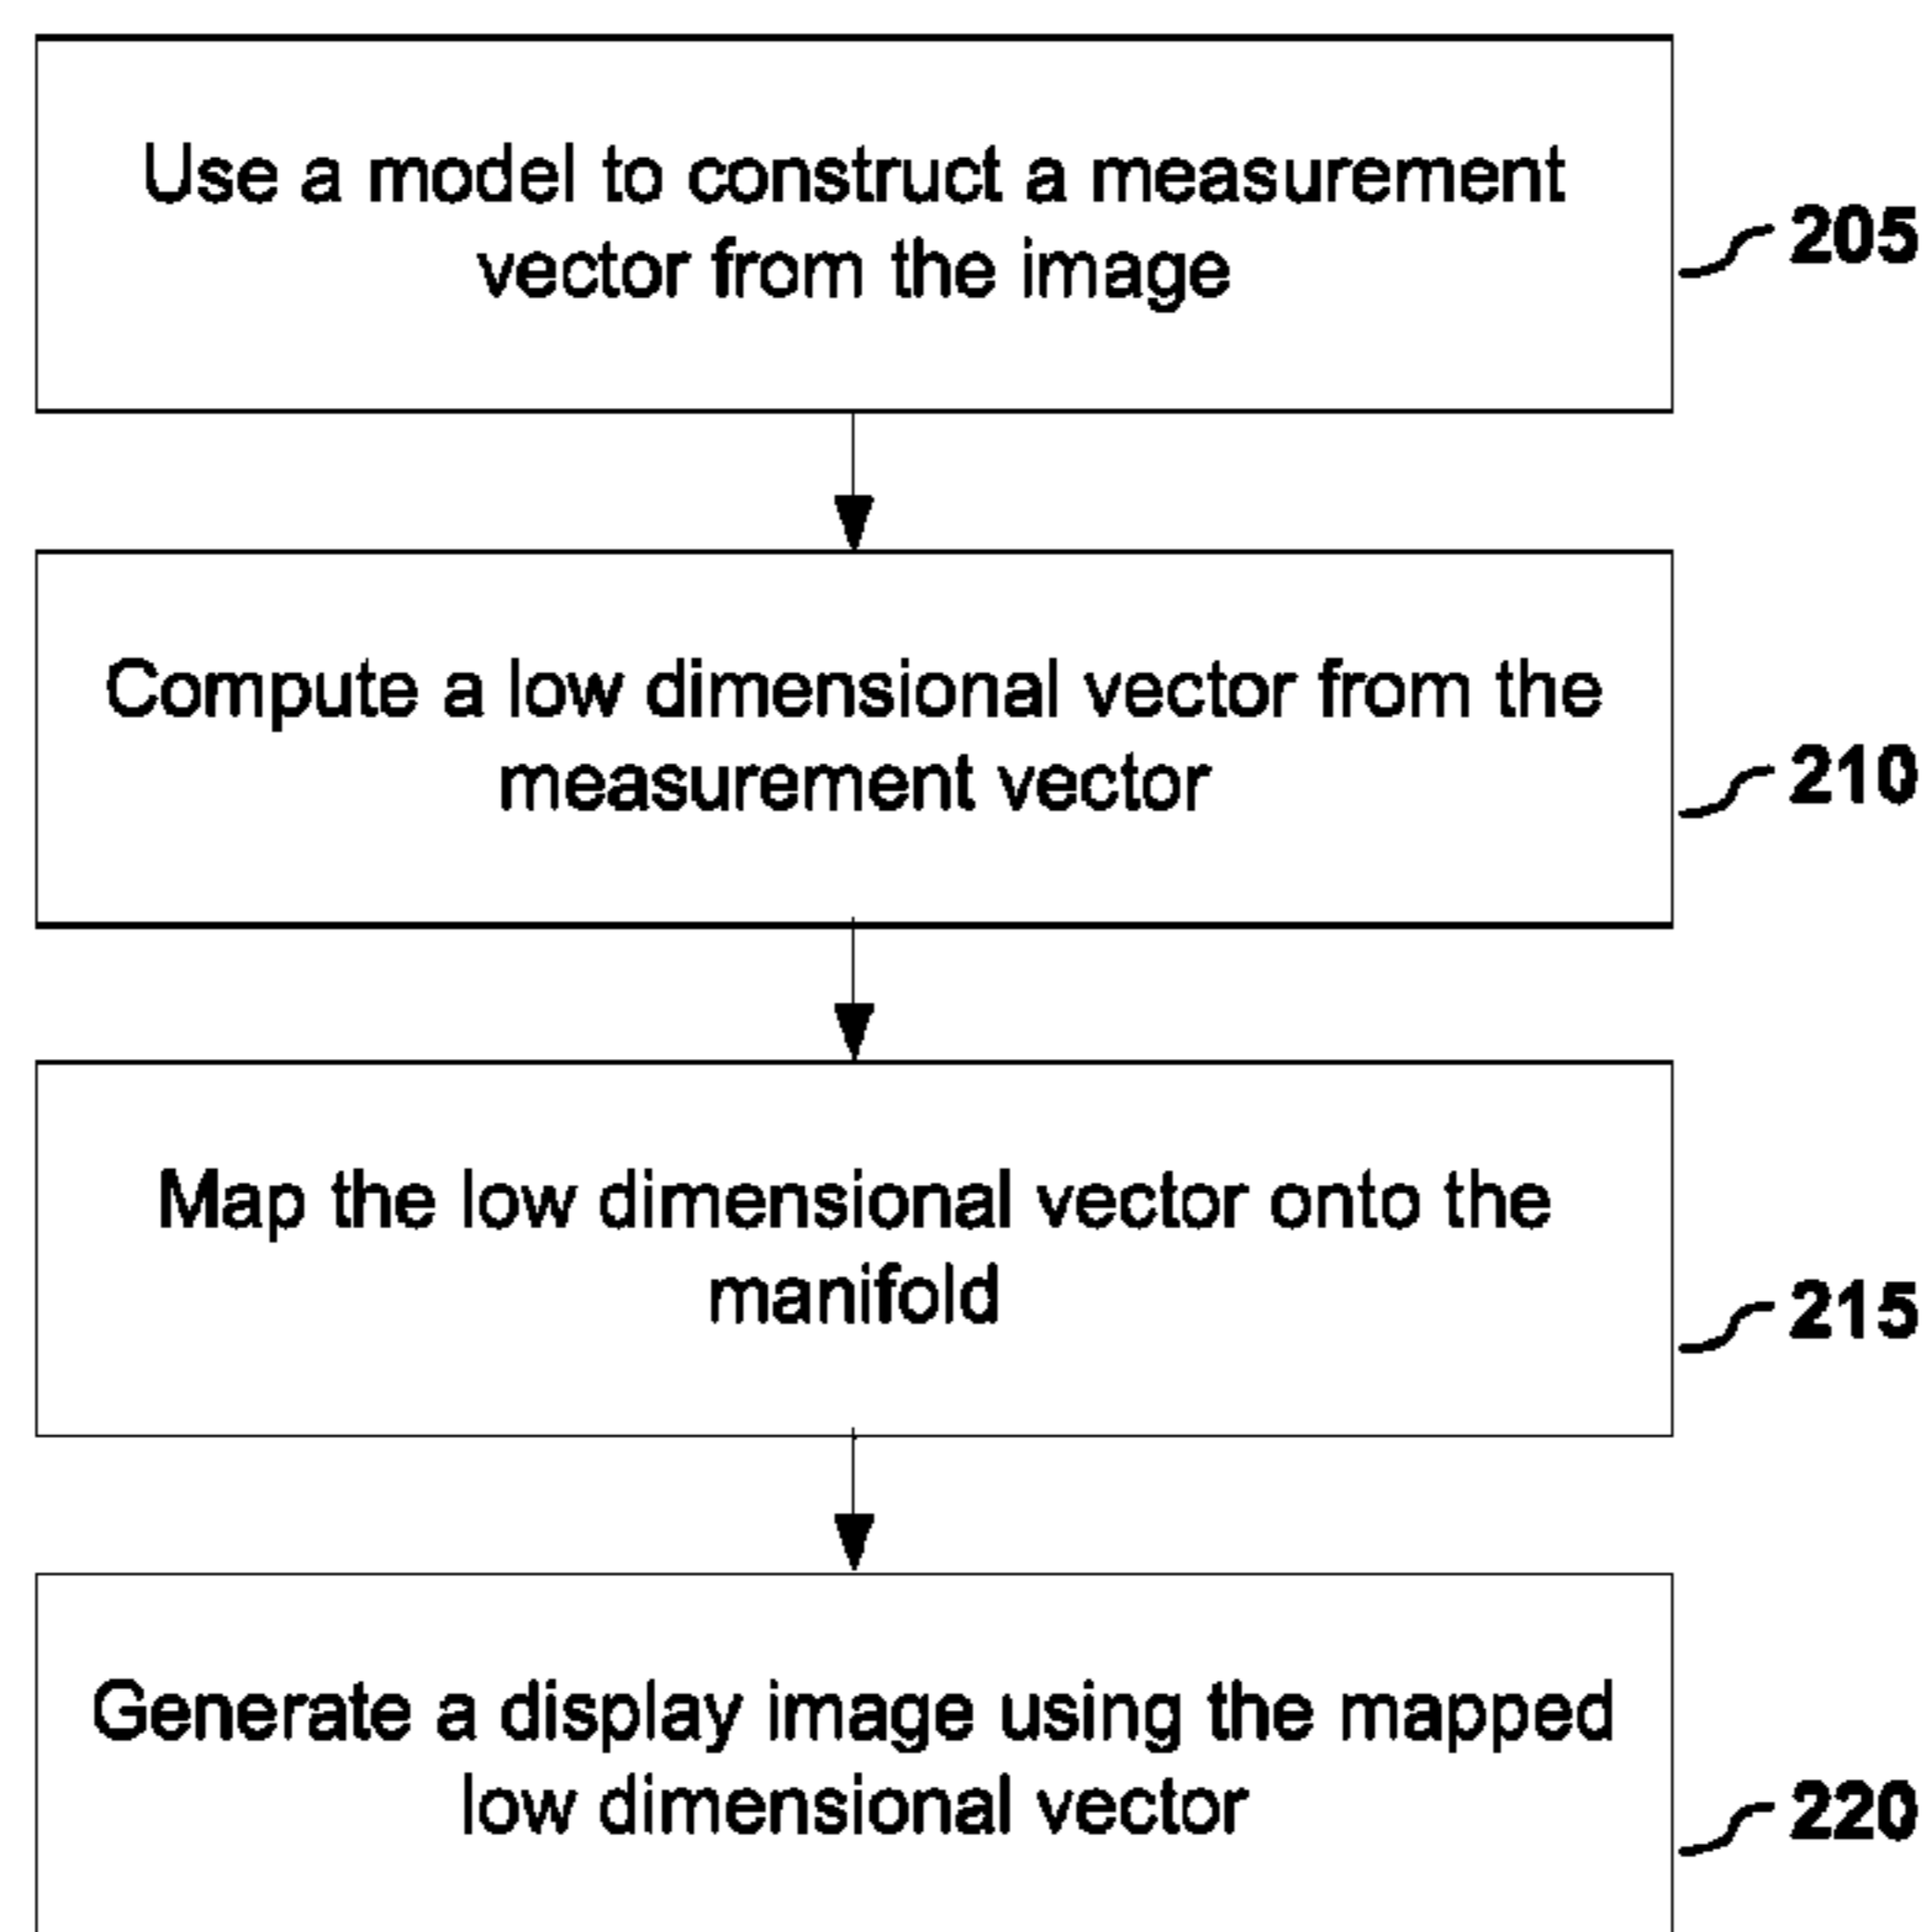 Use a model to construct a measurement
vector from the image
205
Compute a low dimensional vector from the
measurement vector
210
Map the low dimensional vector onto the
manifold
215
Generate a display image using the mapped
low dimensional vector
220